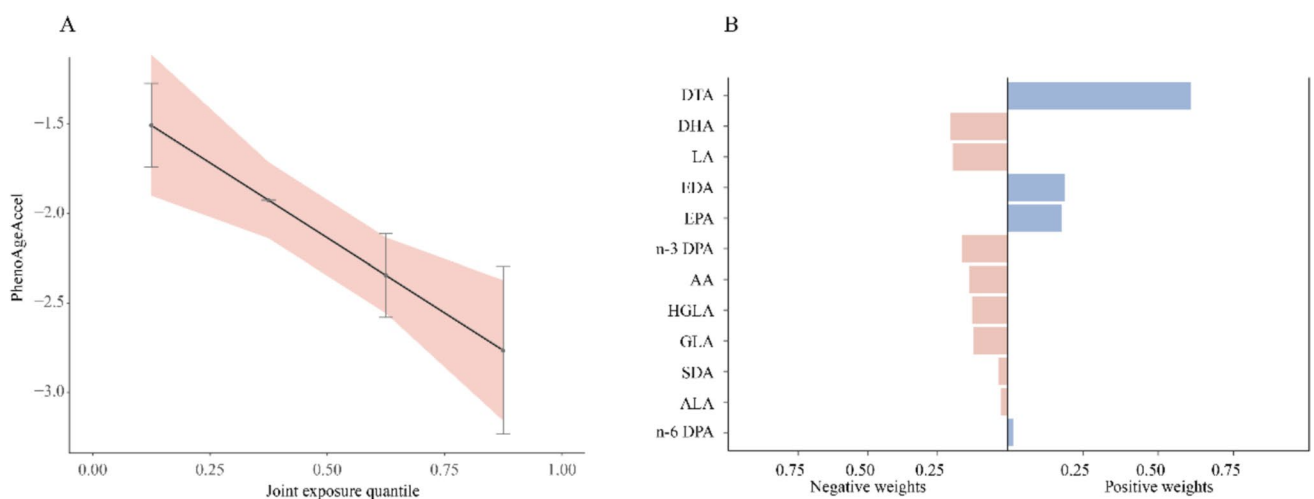 A
B
PhenoAgeAccel
−1.5
−2.0
−2.5
−3.0
0.00 0.25 0.50 0.75 1.00
Joint exposure quantile
DTA
DHA
LA
EDA
EPA
n-3 DPA
AA
HGLA
GLA
SDA
ALA
n-6 DPA
0.75 0.50 0.25 0.25 0.50 0.75
Negative weights Positive weights